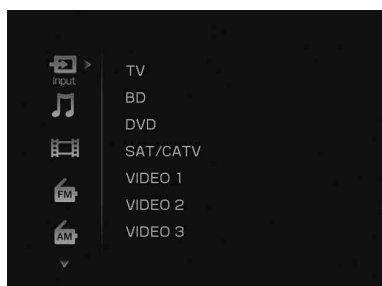 input
TV
BD
DVD
SAT/CATV
VIDEO 1
VIDEO 2
FM
VIDEO 3
AM